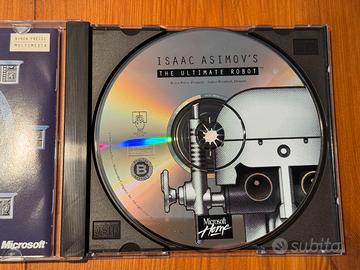 BYRON PREISS
MULTIMEDIA
ISAAC ASIMOV'S
THE ULTIMATE ROBOT
B
Microsoft
Home
Microsoft
subito